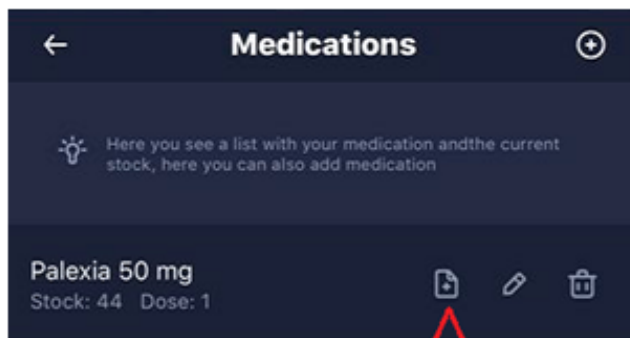 Medications
Here you see a list with your medication andthe current
stock, here you can also add medication
Palexia 50 mg
Stock: 44 Dose: 1